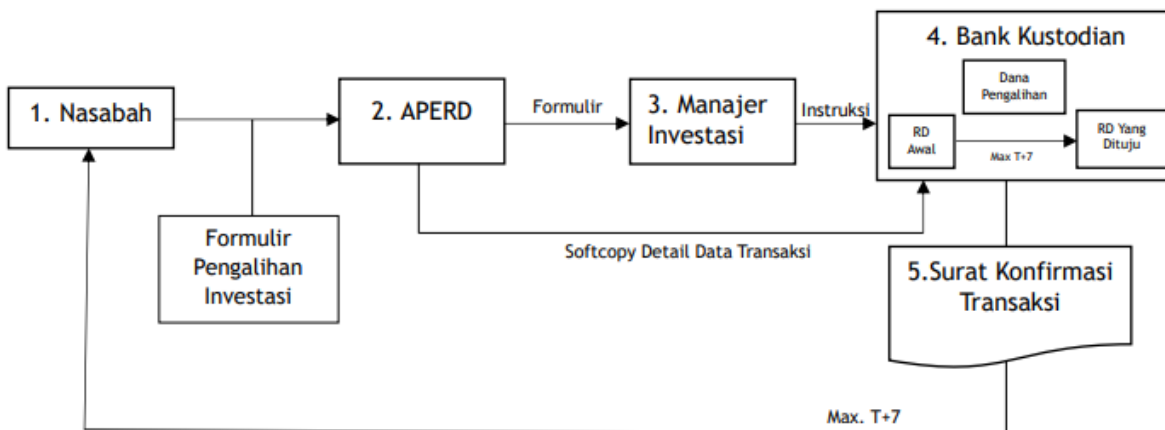 1. Nasabah
Formulir
Pengalihan
Investasi
2. APERD
Formulir
3. Manajer
Investasi
Instruksi
4. Bank Kustodian
Dana
Pengalihan
RD
Awal
Max T+7
RD Yang
Dituju
Softcopy Detail Data Transaksi
5.Surat Konfirmasi
Transaksi
Max. T+7